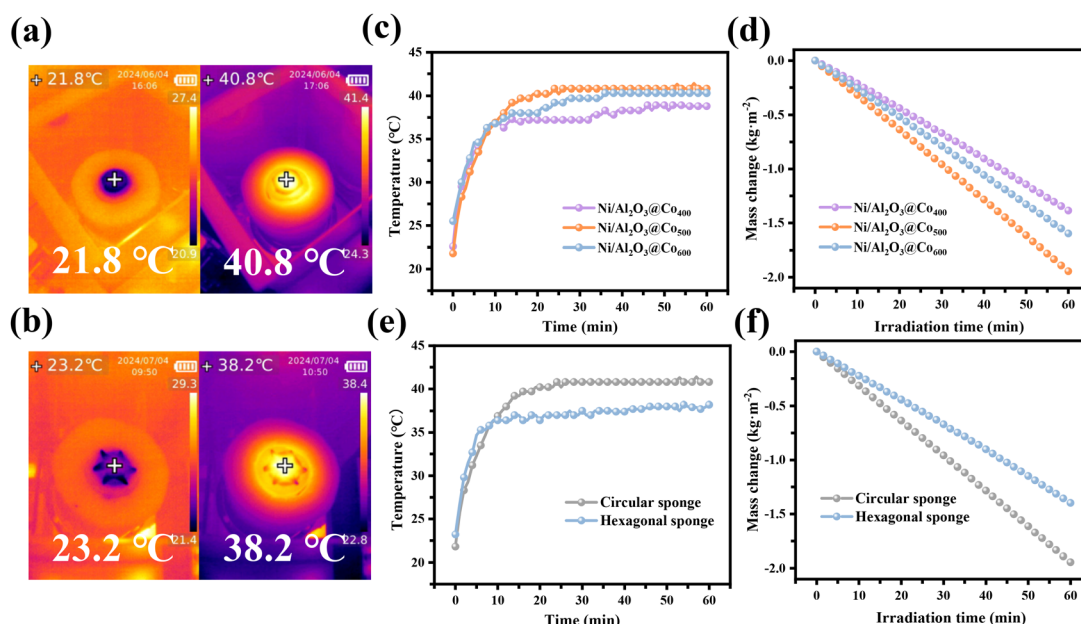 (a)
+ 21.8℃
2024/06/04
16:06
27.4
20.9
21.8 ℃
+ 40.8℃
2024/06/04
17:06
41.4
24.3
40.8 ℃
(c)
Temperature (℃)
45
40
35
30
25
20
Ni/Al₂O₃@Co₄₀₀
Ni/Al₂O₃@Co₅₀₀
Ni/Al₂O₃@Co₆₀₀
0 10 20 30 40 50 60
Time (min)
(d)
Mass change (kg·m⁻²)
0.0
-0.5
-1.0
-1.5
-2.0
Ni/Al₂O₃@Co₄₀₀
Ni/Al₂O₃@Co₅₀₀
Ni/Al₂O₃@Co₆₀₀
0 10 20 30 40 50 60
Irradiation time (min)
(b)
+ 23.2℃
2024/07/04
09:50
29.3
21.4
23.2 ℃
+ 38.2℃
2024/07/04
10:50
38.4
22.8
38.2 ℃
(e)
Temperature (℃)
45
40
35
30
25
20
Circular sponge
Hexagonal sponge
0 10 20 30 40 50 60
Time (min)
(f)
Mass change (kg·m⁻²)
0.0
-0.5
-1.0
-1.5
-2.0
Circular sponge
Hexagonal sponge
0 10 20 30 40 50 60
Irradiation time (min)